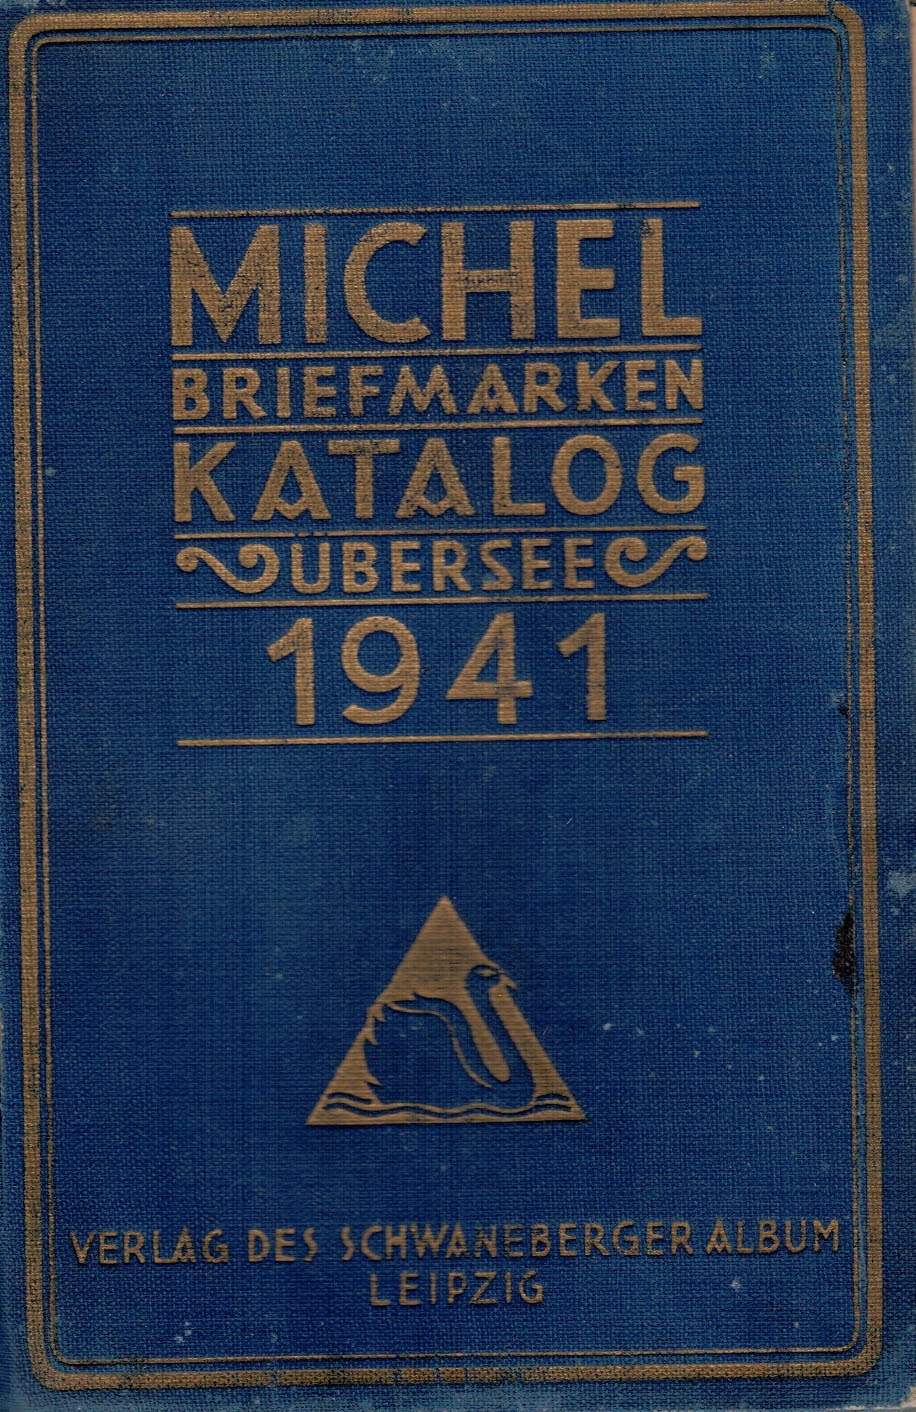 MICHEL
BRIEFMARKEN
KATALOG
ÜBERSEE
1941
VERLAG DES SCHWANEBERGER ALBUM
LEIPZIG